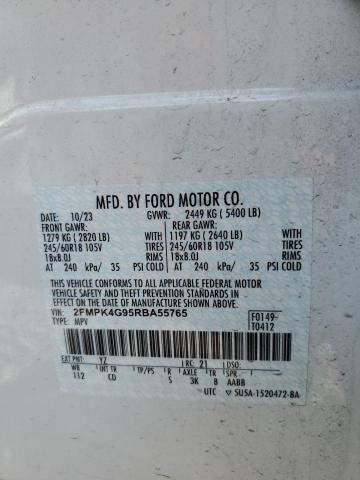 MFD. BY FORD MOTOR CO.
DATE: 10/23 GVWR: 2449 KG ( 5400 LB)
FRONT GAWR: REAR GAWR:
1279 KG ( 2820 LB) WITH 1197 KG ( 2640 LB) WITH
245/60R18 105V TIRES 245/60R18 105V TIRES
18x8.0J RIMS 18x8.0J RIMS
AT 240 kPa/ 35 PSI COLD AT 240 kPa/ 35 PSI COLD
THIS VEHICLE CONFORMS TO ALL APPLICABLE FEDERAL MOTOR
VEHICLE SAFETY, BUMPER, AND THEFT PREVENTION STANDARDS IN
EFFECT ON THE DATE OF MANUFACTURE SHOWN ABOVE.
VIN: 2FMPK4G95RBA55765 F0149-
TYPE: MPV T0412
EXT PNT: YZ RC: 21 DSO:
WB INT TR TP/PS R AXLE TR SPR
112 CD S 3K 8 AABB
UTC 5U5A-1520472-BA